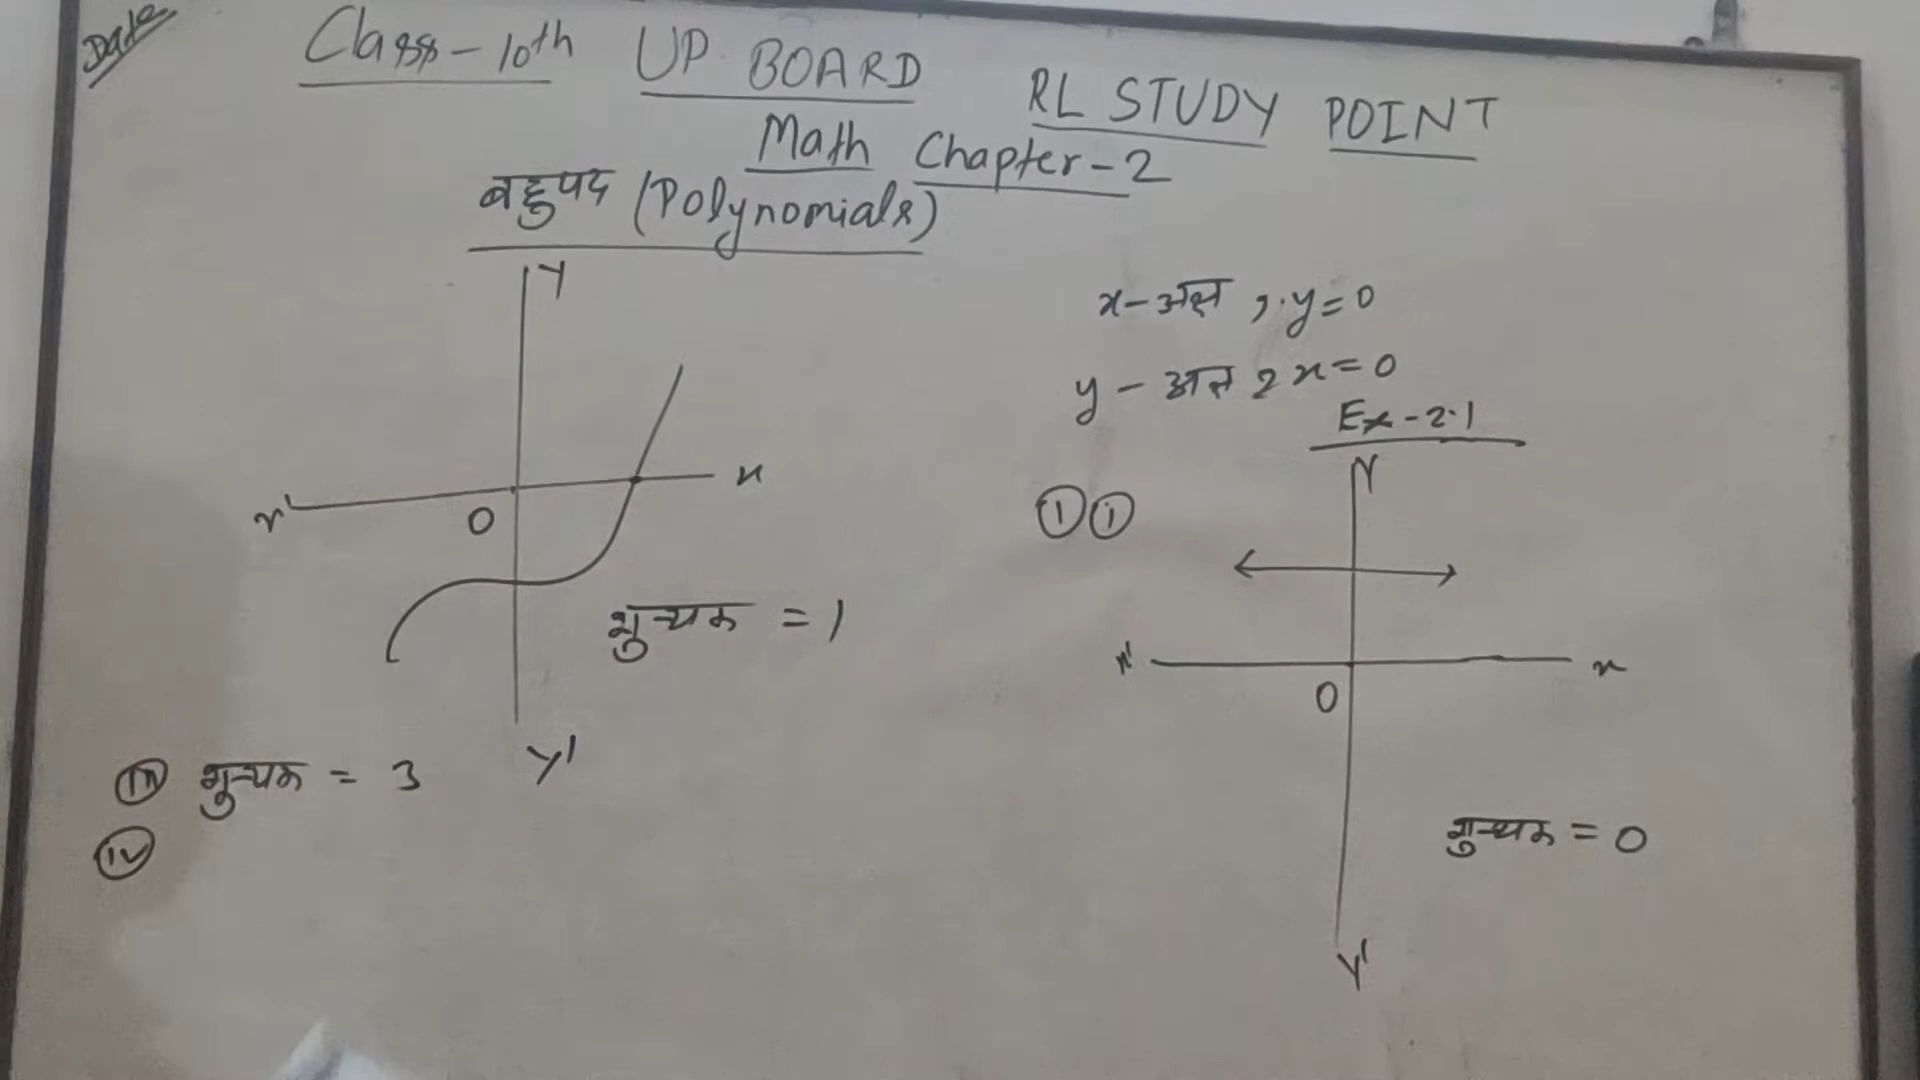 Date
Class-10th UP BOARD RL STUDY POINT
Math Chapter-2
बहुपद (Polynomials)
x-अक्ष, y=0
y-अक्ष, x=0
Ex-2.1
Y
x' O x
Y'
शुन्यक = 1
① ⓘ
Y
x' O x
Y'
शुन्यक = 0
(iii) शुन्यक = 3
(iv)